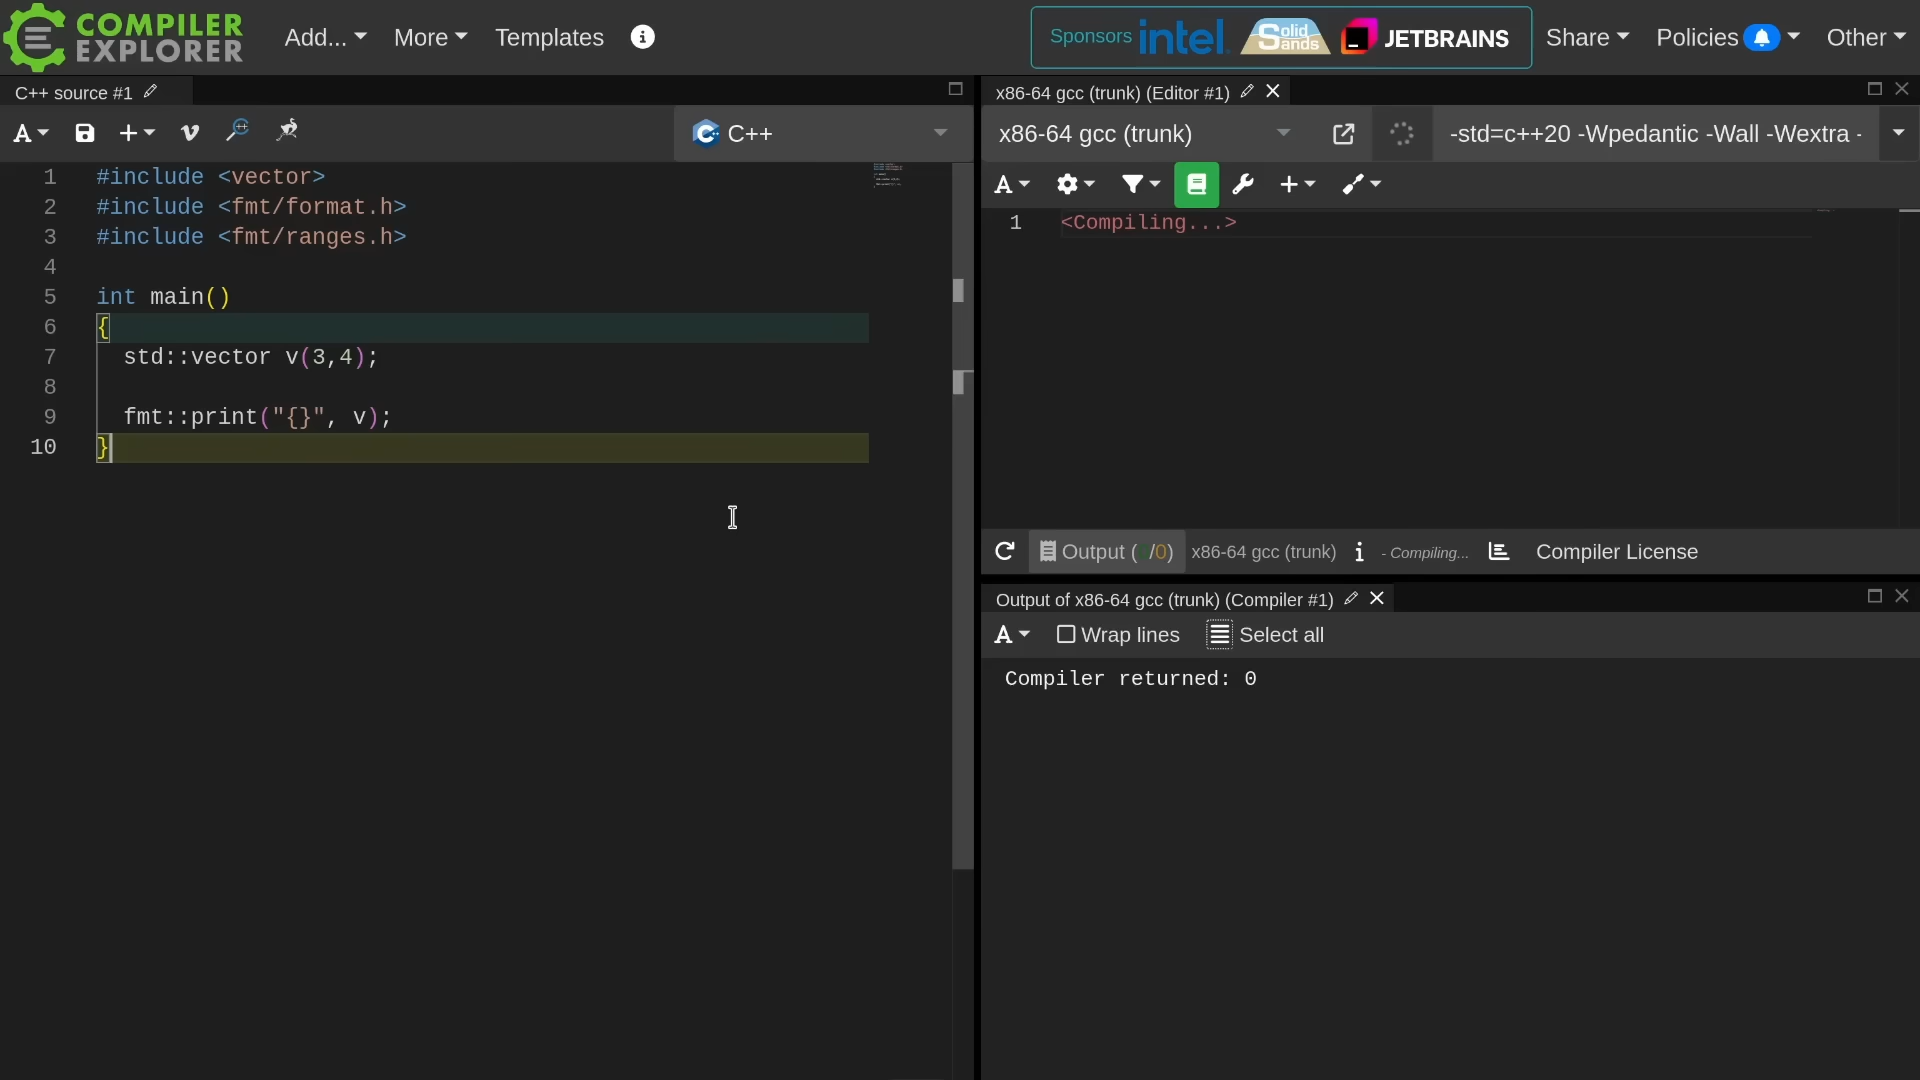 COMPILER
EXPLORER
Add...
More
Templates
Sponsors
intel.
Solid
Sands
JETBRAINS
Share
Policies
Other
C++ source #1
C++
1 #include <vector>
2 #include <fmt/format.h>
3 #include <fmt/ranges.h>
4
5 int main()
6 {
7 std::vector v(3,4);
8
9 fmt::print("{}", v);
10 }
x86-64 gcc (trunk) (Editor #1)
x86-64 gcc (trunk)
-std=c++20 -Wpedantic -Wall -Wextra -
A
1 <Compiling...>
Output ( /0)
x86-64 gcc (trunk)
- Compiling...
Compiler License
Output of x86-64 gcc (trunk) (Compiler #1)
A
Wrap lines
Select all
Compiler returned: 0